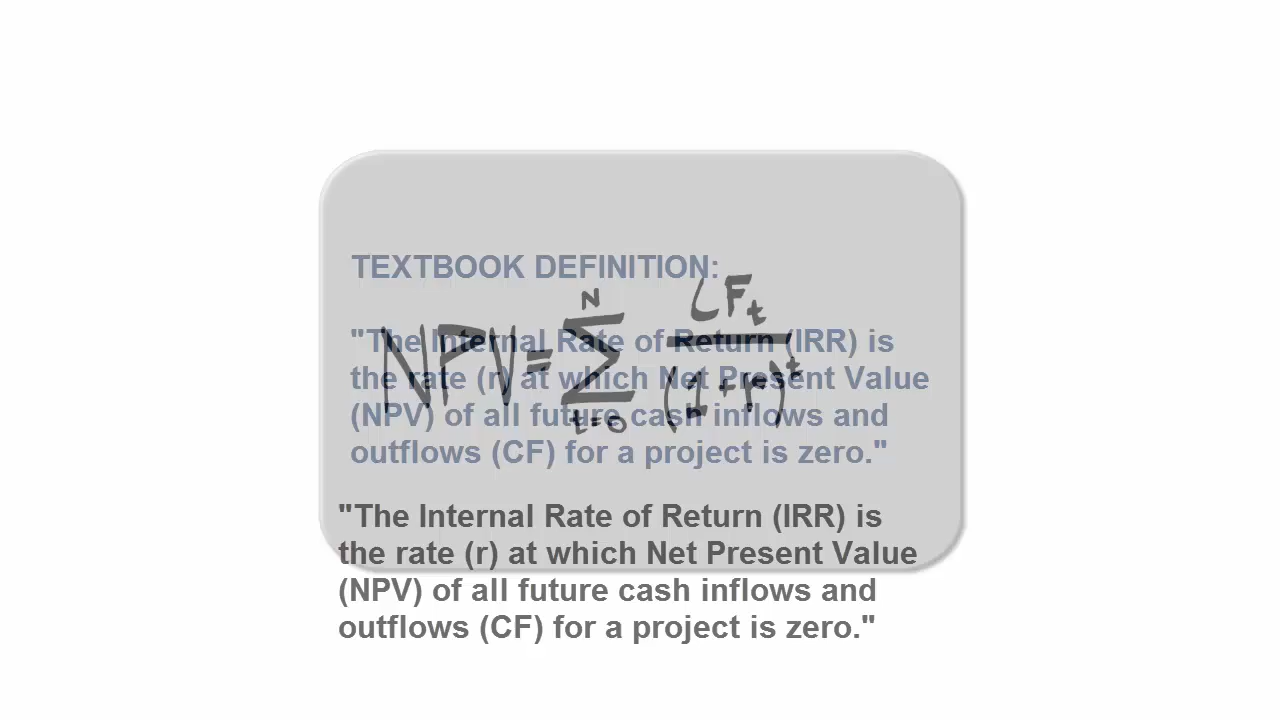 TEXTBOOK DEFINITION:
"The Internal Rate of Return (IRR) is
the rate (r) at which Net Present Value
(NPV) of all future cash inflows and
outflows (CF) for a project is zero."
N
CFt
NPV = Σ
(1+r)^t
t=0
"The Internal Rate of Return (IRR) is
the rate (r) at which Net Present Value
(NPV) of all future cash inflows and
outflows (CF) for a project is zero."